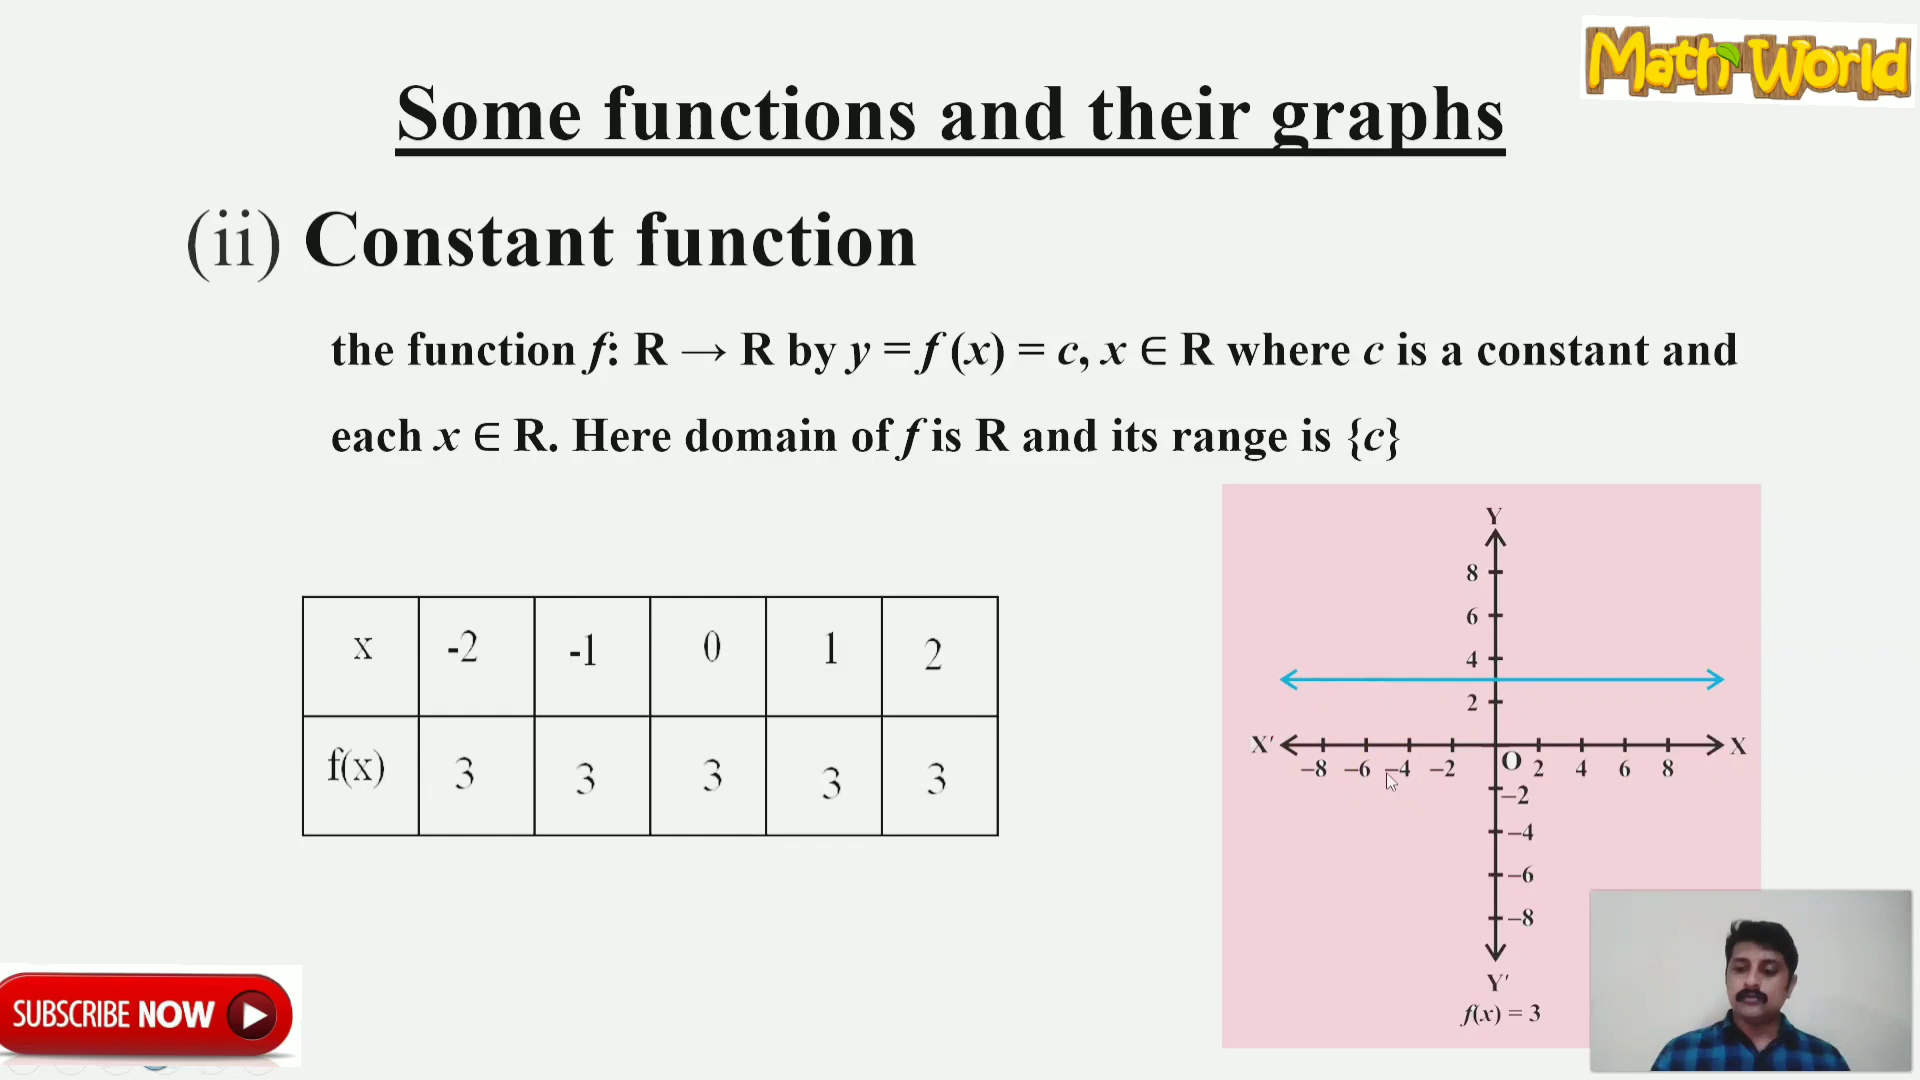 Math World
Some functions and their graphs
(ii) Constant function
the function f: R → R by y = f (x) = c, x ∈ R where c is a constant and
each x ∈ R. Here domain of f is R and its range is {c}
x -2 -1 0 1 2
f(x) 3 3 3 3 3
Y
8
6
4
2
X′ X
–8 –6 –4 –2 O 2 4 6 8
–2
–4
–6
–8
Y′
f(x) = 3
SUBSCRIBE NOW